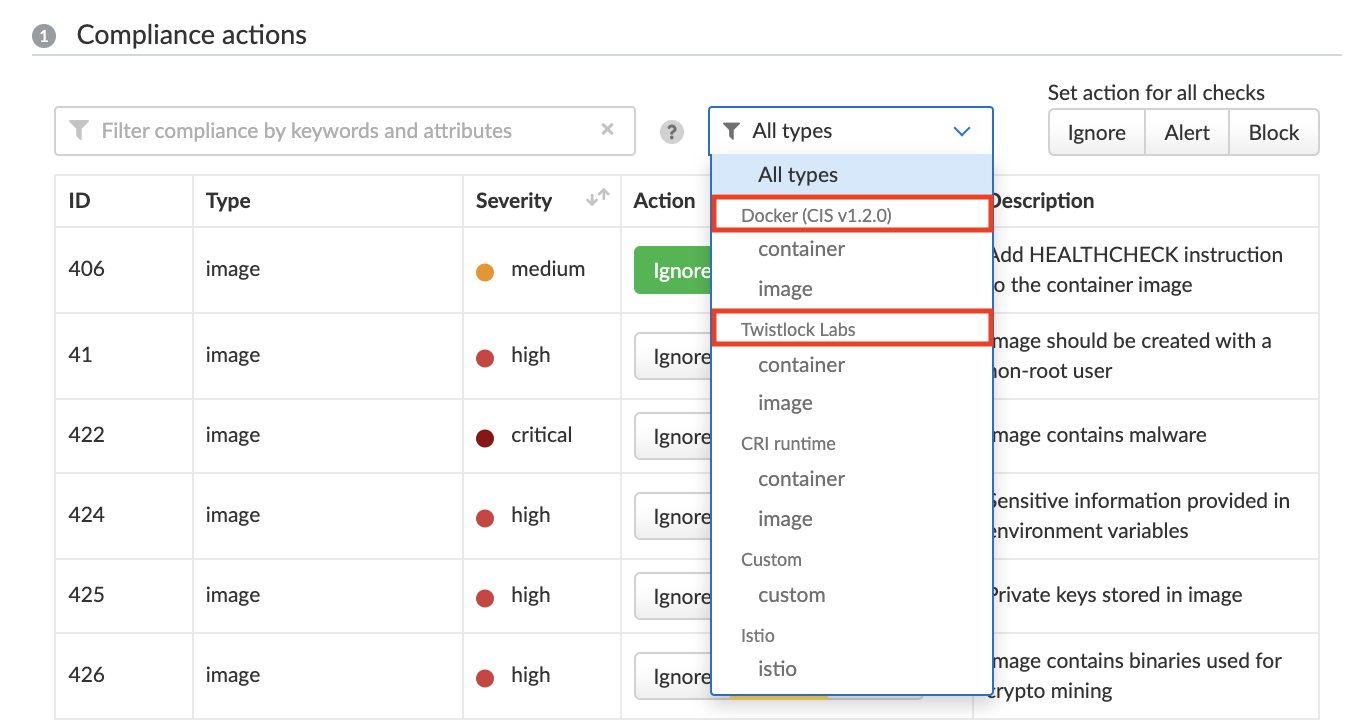 1 Compliance actions
Set action for all checks
Filter compliance by keywords and attributes ×
?
All types
Ignore Alert Block
All types
Docker (CIS v1.2.0)
container
image
Twistlock Labs
container
image
CRI runtime
container
image
Custom
custom
Istio
istio
ID Type Severity Action Description
406 image medium Ignore Add HEALTHCHECK instruction
to the container image
41 image high Ignore Image should be created with a
non-root user
422 image critical Ignore Image contains malware
424 image high Ignore Sensitive information provided in
environment variables
425 image high Ignore Private keys stored in image
426 image high Ignore Image contains binaries used for
crypto mining